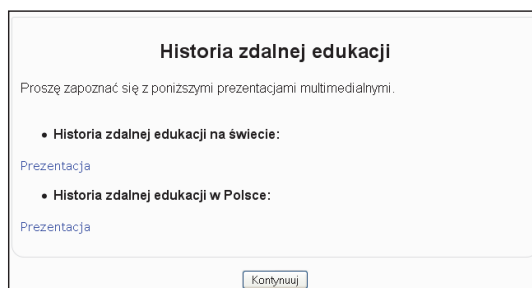 Historia zdalnej edukacji
Proszę zapoznać się z poniższymi prezentacjami multimedialnymi.
• Historia zdalnej edukacji na świecie:
Prezentacja
• Historia zdalnej edukacji w Polsce:
Prezentacja
Kontynuuj